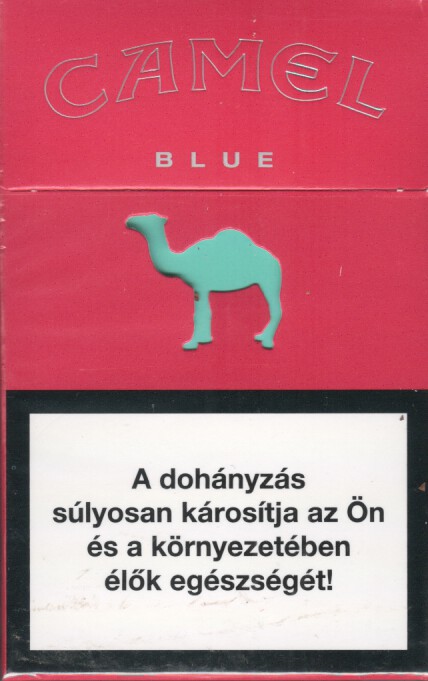 CAMEL
BLUE
A dohányzás
súlyosan károsítja az Ön
és a környezetében
élők egészségét!